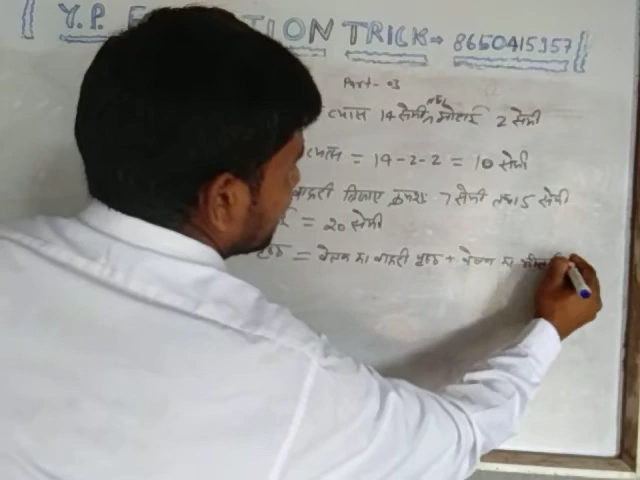 Y.P. E TION TRICK → 8650415957
Part - 03
व्यास 14 सेमी मोटाई 2 सेमी
व्यास = 14-2-2 = 10 सेमी
बाहरी त्रिज्याए क्रमशः 7 सेमी तथा 5 सेमी
ई = 20 सेमी
पृष्ठ = बेलन का बाहरी पृष्ठ + बेलन का